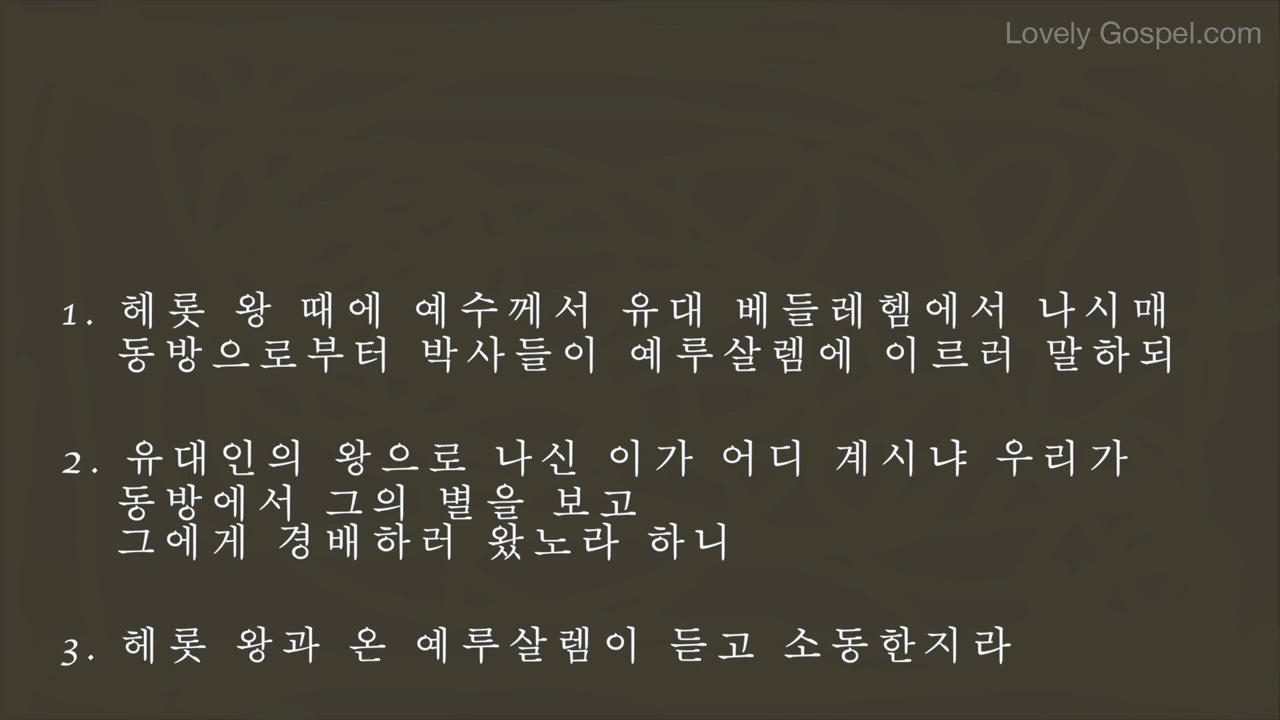 Lovely Gospel.com
1. 헤롯 왕 때에 예수께서 유대 베들레헴에서 나시매
동방으로부터 박사들이 예루살렘에 이르러 말하되
2. 유대인의 왕으로 나신 이가 어디 계시냐 우리가
동방에서 그의 별을 보고
그에게 경배하러 왔노라 하니
3. 헤롯 왕과 온 예루살렘이 듣고 소동한지라